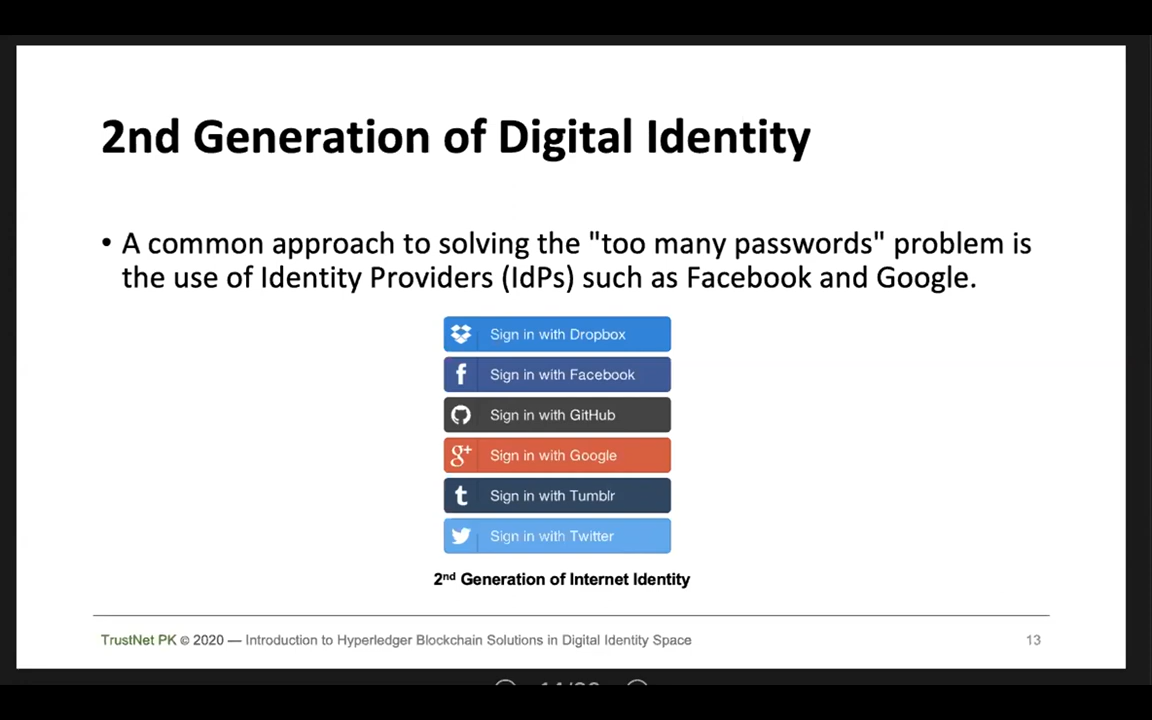 2nd Generation of Digital Identity
• A common approach to solving the "too many passwords" problem is
the use of Identity Providers (IdPs) such as Facebook and Google.
Sign in with Dropbox
f Sign in with Facebook
Sign in with GitHub
g+ Sign in with Google
t Sign in with Tumblr
Sign in with Twitter
2nd Generation of Internet Identity
TrustNet PK © 2020 — Introduction to Hyperledger Blockchain Solutions in Digital Identity Space 13